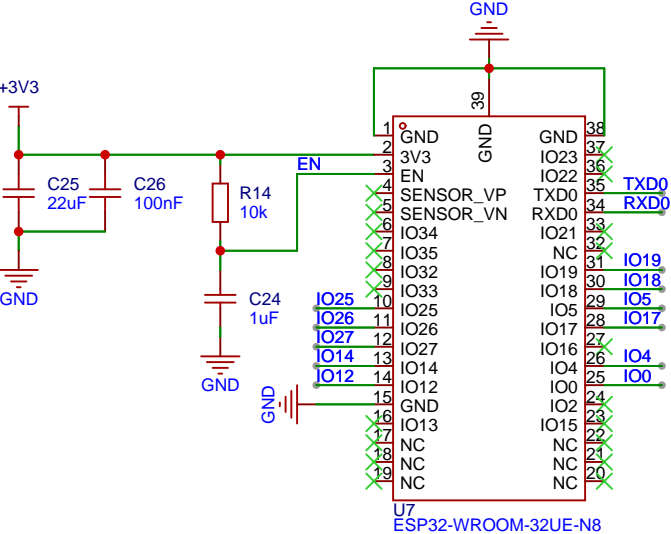 GND
+3V3
39
GND
1 GND
GND 38
2 3V3
IO23 37
EN
3 EN
IO22 36
4 SENSOR_VP
TXD0 35 TXD0
5 SENSOR_VN
RXD0 34 RXD0
6 IO34
IO21 33
7 IO35
NC 32
8 IO32
IO19 31 IO19
9 IO33
IO18 30 IO18
IO25 10 IO25
IO5 29 IO5
IO26 11 IO26
IO17 28 IO17
IO27 12 IO27
IO16 27
IO14 13 IO14
IO4 26 IO4
IO12 14 IO12
IO0 25 IO0
GND 15 GND
IO2 24
16 IO13
IO15 23
17 NC
NC 22
18 NC
NC 21
19 NC
NC 20
C25
22uF
C26
100nF
R14
10k
C24
1uF
GND
GND
U7
ESP32-WROOM-32UE-N8